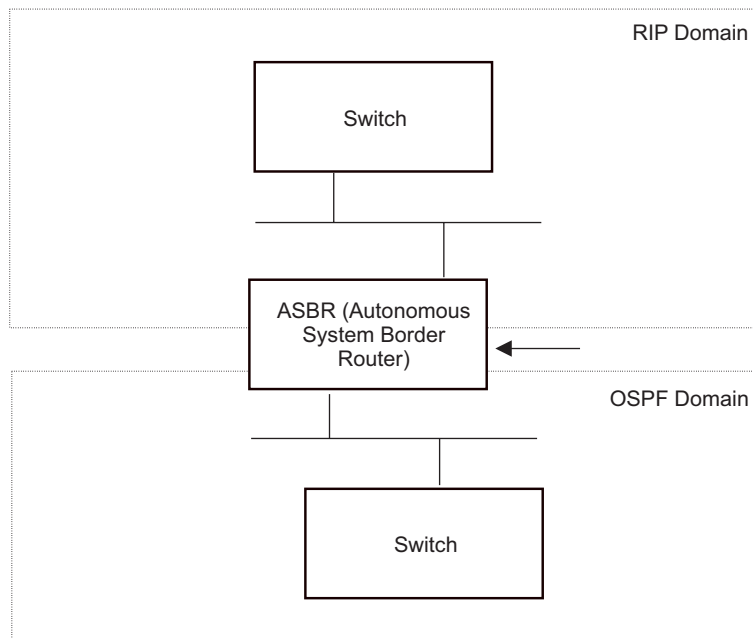 RIP Domain
Switch
ASBR (Autonomous
System Border
Router)
OSPF Domain
Switch